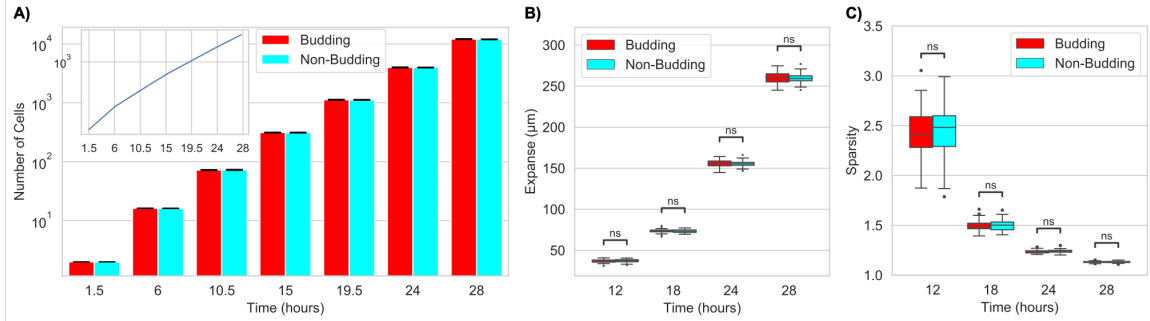 A)
Number of Cells
10^4
10^3
10^2
10^1
10^3
1.5 6 10.5 15 19.5 24 28
Budding
Non-Budding
1.5 6 10.5 15 19.5 24 28
Time (hours)
B)
Expanse (μm)
300
250
200
150
100
50
Budding
Non-Budding
ns
ns
ns
ns
12 18 24 28
Time (hours)
C)
Sparsity
3.5
3.0
2.5
2.0
1.5
1.0
Budding
Non-Budding
ns
ns
ns
ns
12 18 24 28
Time (hours)